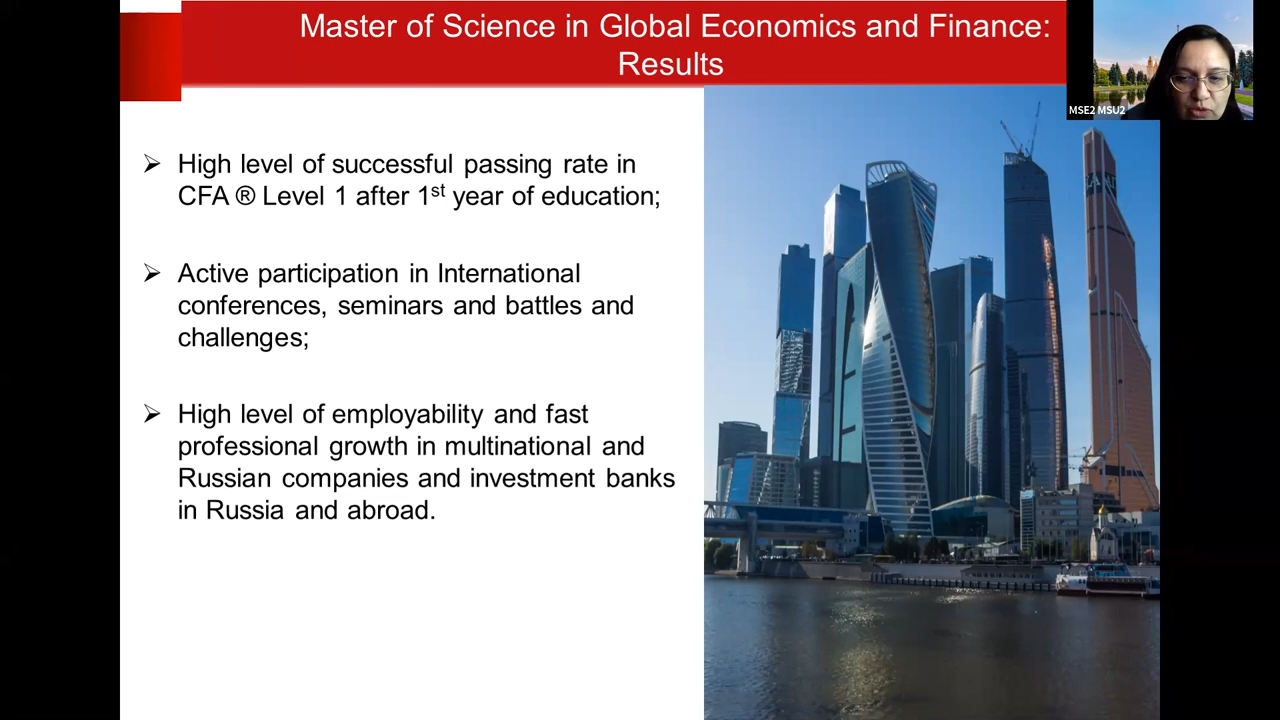 Master of Science in Global Economics and Finance:
Results
MSE2 MSU2
➢ High level of successful passing rate in
CFA ® Level 1 after 1st year of education;
➢ Active participation in International
conferences, seminars and battles and
challenges;
➢ High level of employability and fast
professional growth in multinational and
Russian companies and investment banks
in Russia and abroad.